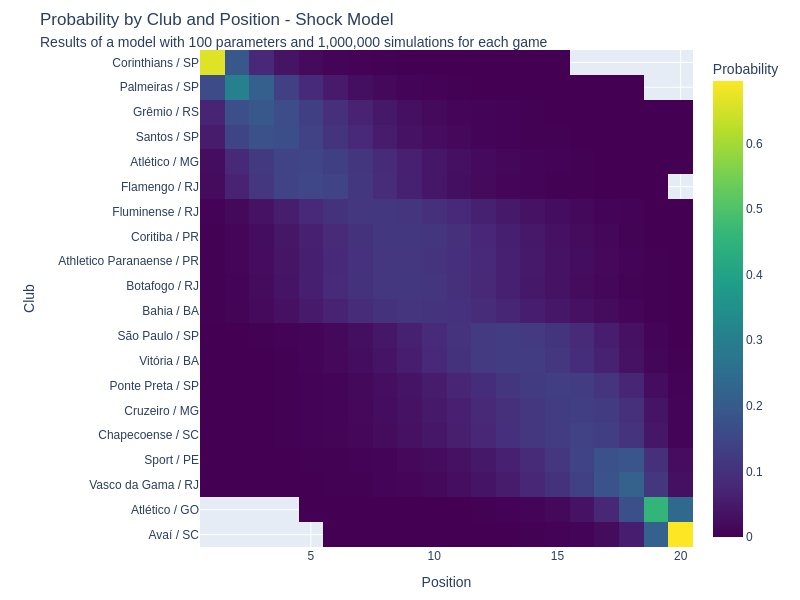 Probability by Club and Position - Shock Model
Results of a model with 100 parameters and 1,000,000 simulations for each game
Corinthians / SP
Palmeiras / SP
Grêmio / RS
Santos / SP
Atlético / MG
Flamengo / RJ
Fluminense / RJ
Coritiba / PR
Athletico Paranaense / PR
Botafogo / RJ
Bahia / BA
São Paulo / SP
Vitória / BA
Ponte Preta / SP
Cruzeiro / MG
Chapecoense / SC
Sport / PE
Vasco da Gama / RJ
Atlético / GO
Avaí / SC
Club
5
10
15
20
Position
Probability
0.6
0.5
0.4
0.3
0.2
0.1
0